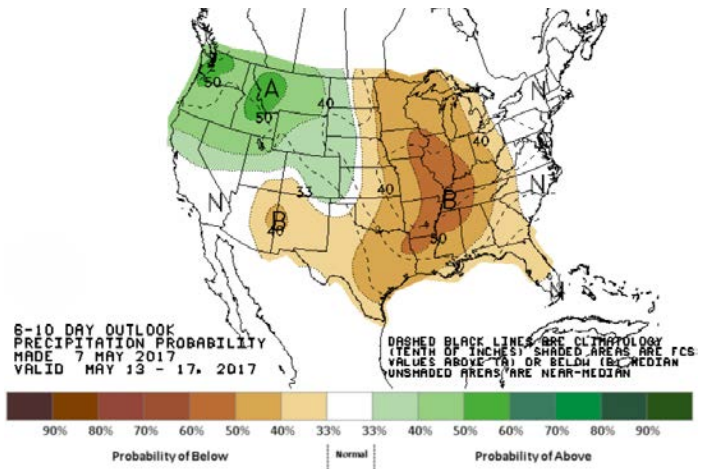 50
A
50
40
N
40
33
40
N
B
40
B
N
50
N
6-10 DAY OUTLOOK
PRECIPITATION PROBABILITY
MADE 7 MAY 2017
VALID MAY 13 - 17, 2017
DASHED BLACK LINES ARE CLIMATOLOGY
(TENTH OF INCHES) SHADED AREAS ARE FCST
VALUES ABOVE (A) OR BELOW (B) MEDIAN
UNSHADED AREAS ARE NEAR-MEDIAN
90% 80% 70% 60% 50% 40% 33% 33% 40% 50% 60% 70% 80% 90%
Probability of Below Normal Probability of Above